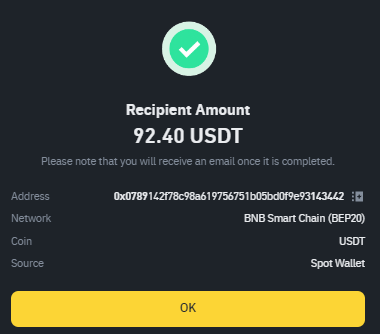 Recipient Amount
92.40 USDT
Please note that you will receive an email once it is completed.
Address 0x0789142f78c98a619756751b05bd0f9e93143442
Network BNB Smart Chain (BEP20)
Coin USDT
Source Spot Wallet
OK